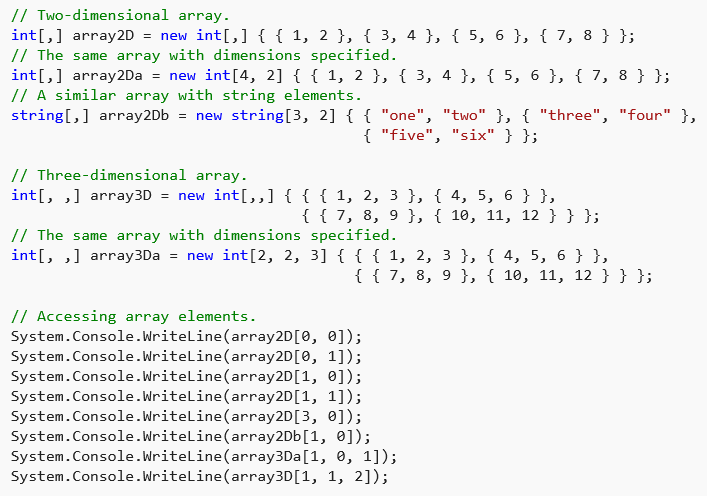 // Two-dimensional array.
int[,] array2D = new int[,] { { 1, 2 }, { 3, 4 }, { 5, 6 }, { 7, 8 } };
// The same array with dimensions specified.
int[,] array2Da = new int[4, 2] { { 1, 2 }, { 3, 4 }, { 5, 6 }, { 7, 8 } };
// A similar array with string elements.
string[,] array2Db = new string[3, 2] { { "one", "two" }, { "three", "four" },
                                        { "five", "six" } };

// Three-dimensional array.
int[, ,] array3D = new int[,,] { { { 1, 2, 3 }, { 4, 5, 6 } },
                                 { { 7, 8, 9 }, { 10, 11, 12 } } };
// The same array with dimensions specified.
int[, ,] array3Da = new int[2, 2, 3] { { { 1, 2, 3 }, { 4, 5, 6 } },
                                       { { 7, 8, 9 }, { 10, 11, 12 } } };

// Accessing array elements.
System.Console.WriteLine(array2D[0, 0]);
System.Console.WriteLine(array2D[0, 1]);
System.Console.WriteLine(array2D[1, 0]);
System.Console.WriteLine(array2D[1, 1]);
System.Console.WriteLine(array2D[3, 0]);
System.Console.WriteLine(array2Db[1, 0]);
System.Console.WriteLine(array3Da[1, 0, 1]);
System.Console.WriteLine(array3D[1, 1, 2]);